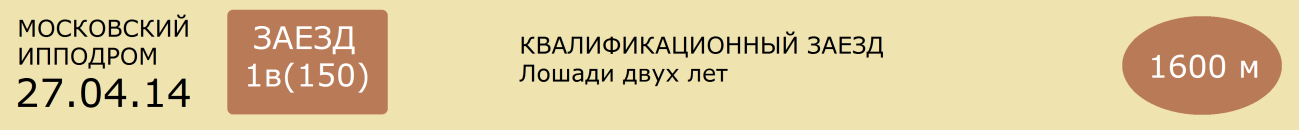 МОСКОВСКИЙ
ИППОДРОМ
27.04.14
ЗАЕЗД
1в(150)
КВАЛИФИКАЦИОННЫЙ ЗАЕЗД
Лошади двух лет
1600 м